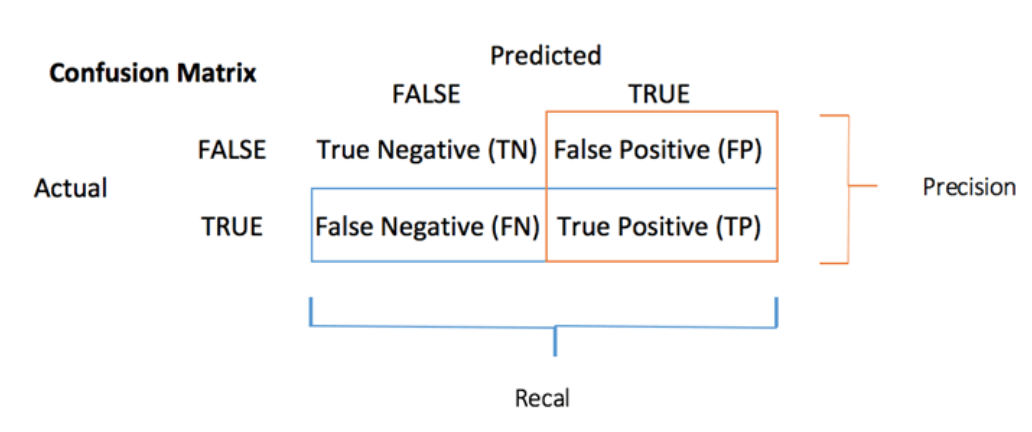 Predicted
Confusion Matrix
FALSE TRUE
FALSE True Negative (TN) False Positive (FP)
Actual Precision
TRUE False Negative (FN) True Positive (TP)
Recal